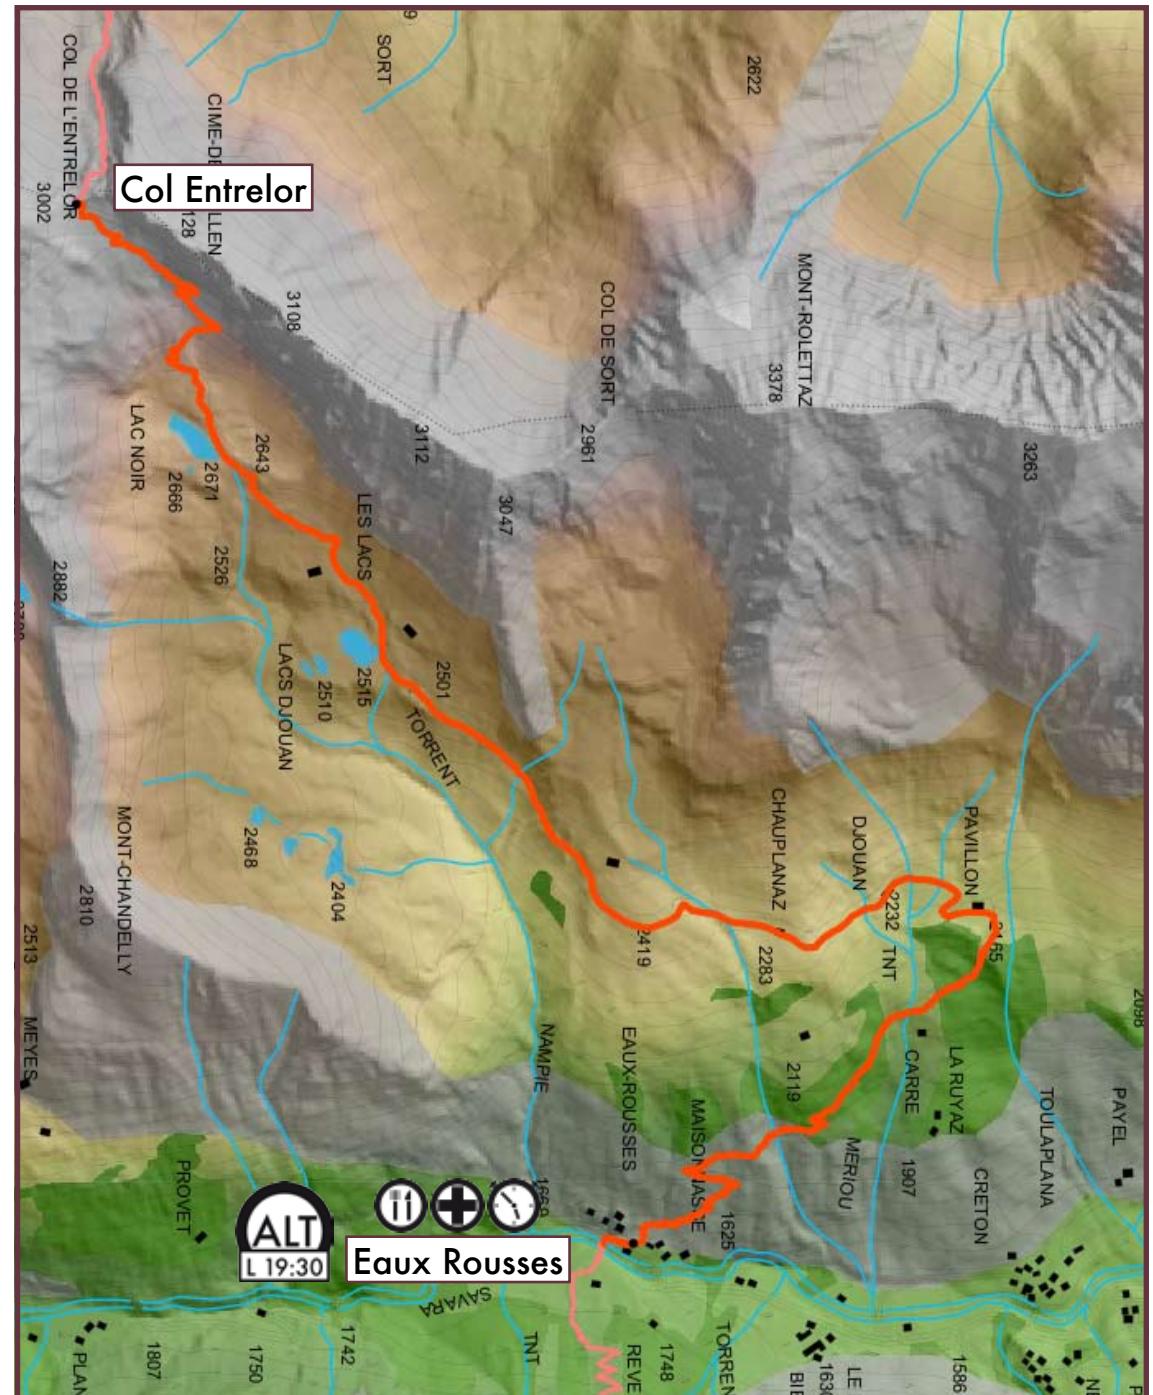 SORT
2622
COL DE L'ENTRELOR
Col Entrelor
3002
3108
COL DE SORT
MONT-ROLETTAZ
3378
3112
2961
3263
3047
LAC NOIR
2643
2671
2666
LES LACS
2526
2882
LACS DJOUAN
2510
2515
2501
TORRENT
CHAUPLANAZ
DJOUAN
PAVILLON
2232
TNT
2283
2419
2468
2404
MONT-CHANDELLY
2810
2513
MEYES
NAMPIE
EAUX-ROUSSES
2119
CARRE
LA RUYAZ
TOULAPLANA
PAYEL
2098
MERIOU
1907
CRETON
1625
PROVET
ALT
L 19:30
Eaux Rousses
SAVARA
TNT
1742
1750
1807
PLAN
REVE
1748
TORREN
LE
1586